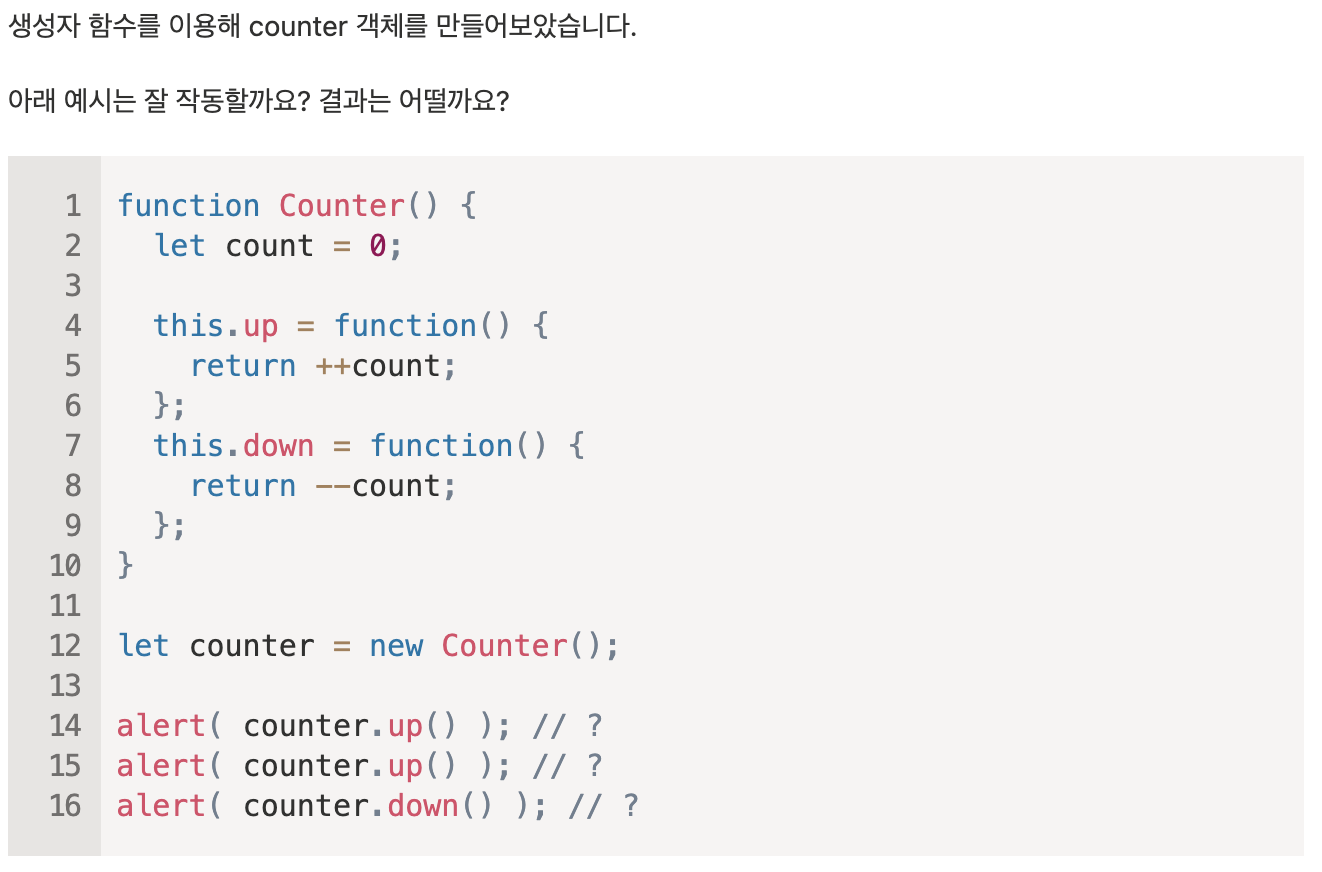 생성자 함수를 이용해 counter 객체를 만들어보았습니다.
아래 예시는 잘 작동할까요? 결과는 어떨까요?
1 function Counter() {
2   let count = 0;
3
4   this.up = function() {
5     return ++count;
6   };
7   this.down = function() {
8     return --count;
9   };
10 }
11
12 let counter = new Counter();
13
14 alert( counter.up() ); // ?
15 alert( counter.up() ); // ?
16 alert( counter.down() ); // ?